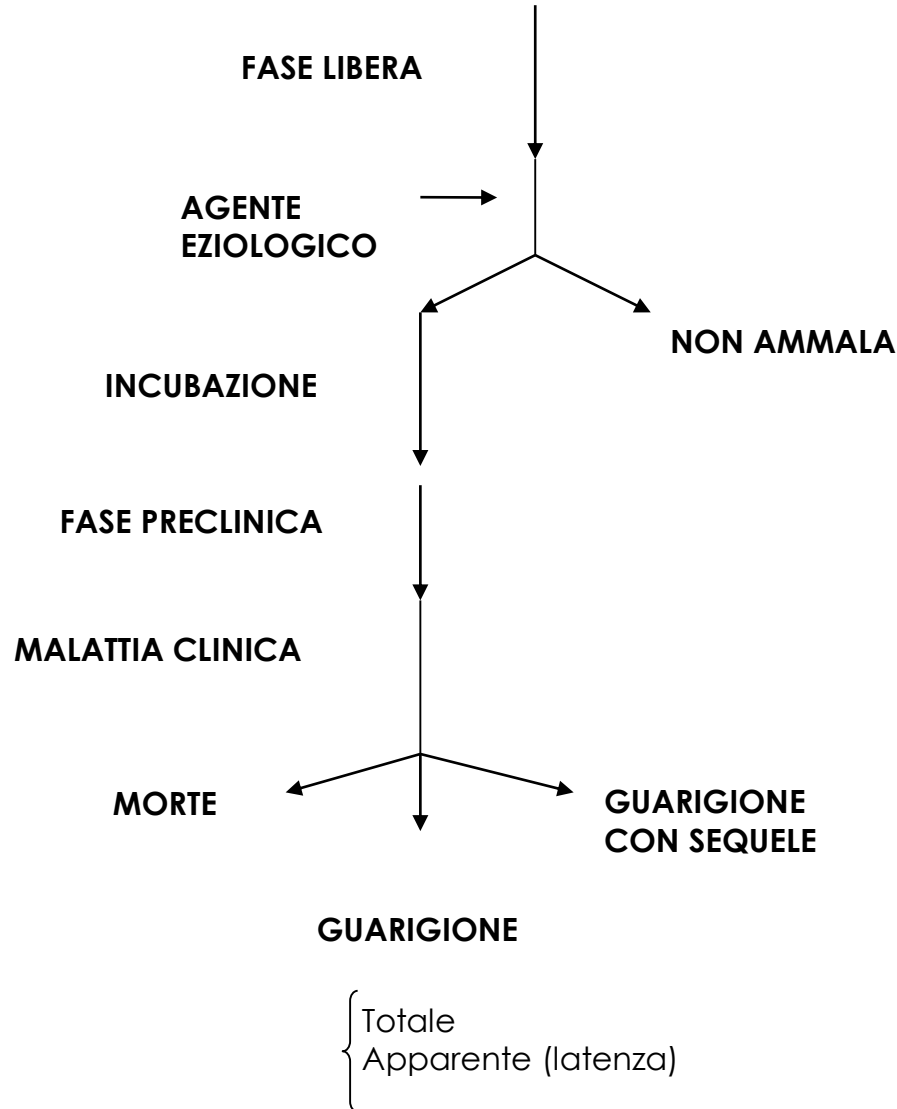 FASE LIBERA
AGENTE
EZIOLOGICO
NON AMMALA
INCUBAZIONE
FASE PRECLINICA
MALATTIA CLINICA
MORTE
GUARIGIONE
CON SEQUELE
GUARIGIONE
Totale
Apparente (latenza)